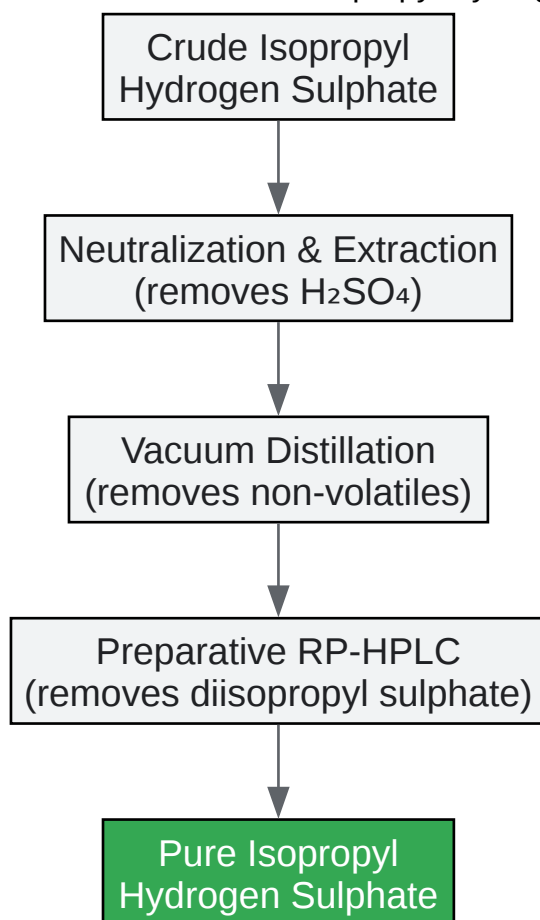 Crude Isopropyl
Hydrogen Sulphate
Neutralization & Extraction
(removes H₂SO₄)
Vacuum Distillation
(removes non-volatiles)
Preparative RP-HPLC
(removes diisopropyl sulphate)
Pure Isopropyl
Hydrogen Sulphate